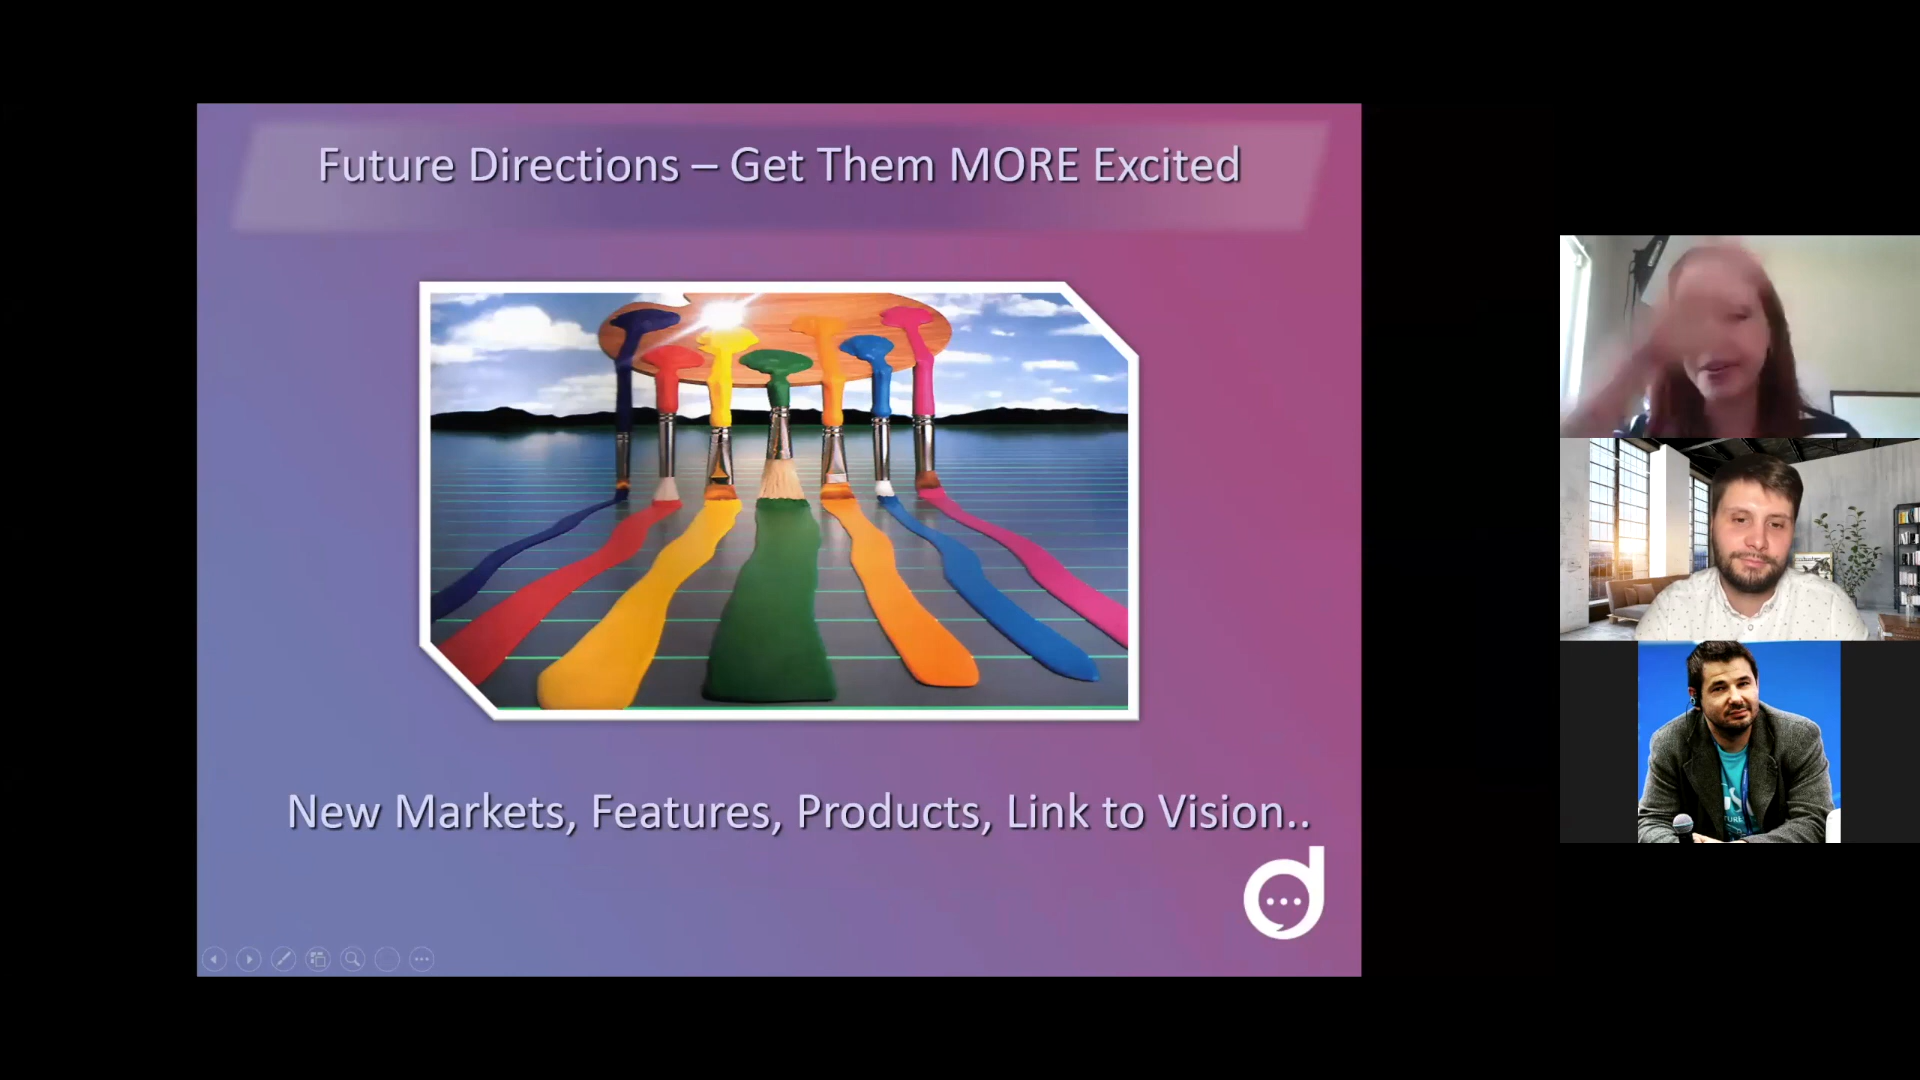 Future Directions – Get Them MORE Excited
New Markets, Features, Products, Link to Vision..